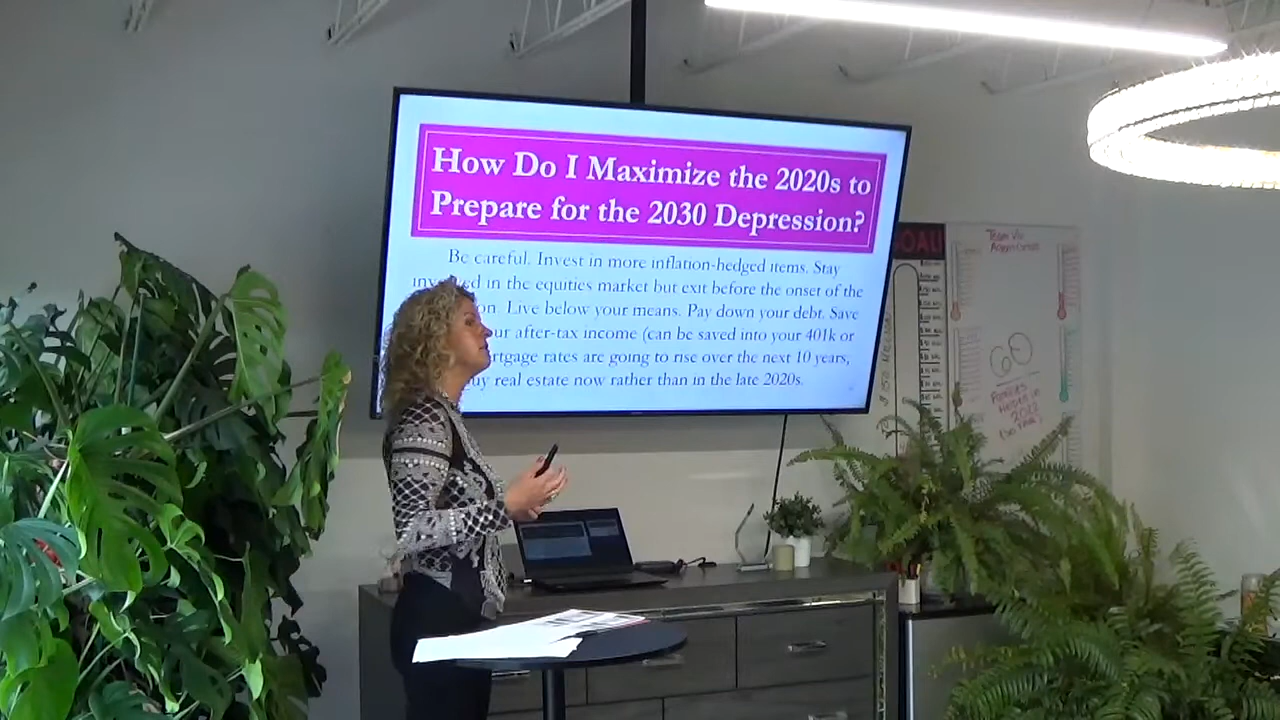 How Do I Maximize the 2020s to
Prepare for the 2030 Depression?
Be careful. Invest in more inflation-hedged items. Stay
in the equities market but exit before the onset of the
Live below your means. Pay down your debt. Save
after-tax income (can be saved into your 401k or
rates are going to rise over the next 10 years,
real estate now rather than in the late 2020s.
GOAL!
Team Viv